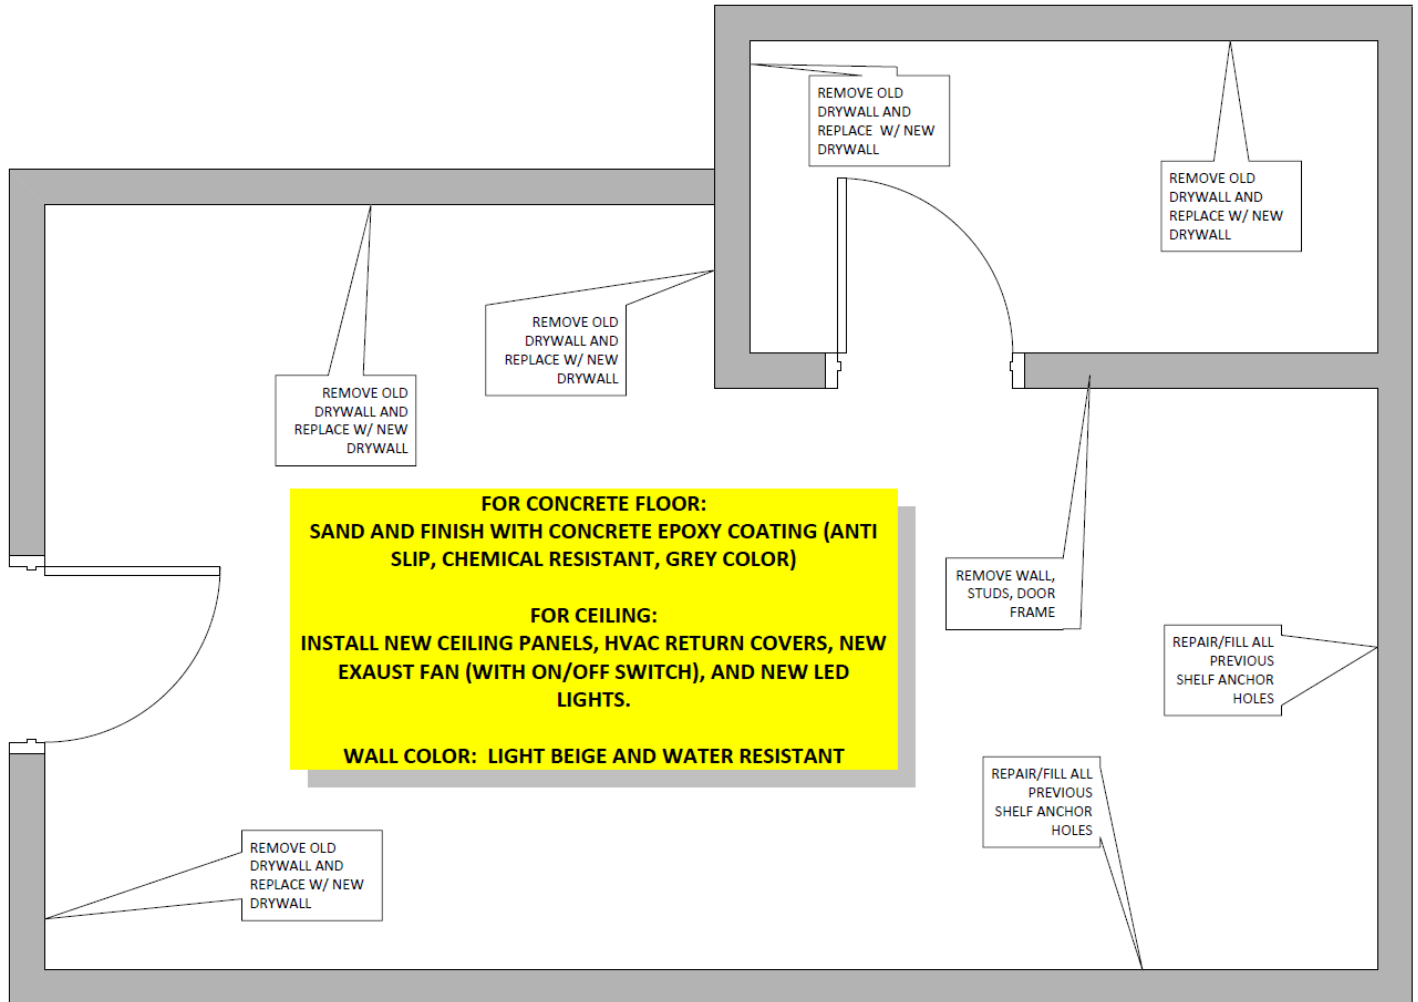 REMOVE OLD
DRYWALL AND
REPLACE  W/ NEW
DRYWALL
REMOVE OLD
DRYWALL AND
REPLACE W/ NEW
DRYWALL
REMOVE OLD
DRYWALL AND
REPLACE W/ NEW
DRYWALL
REMOVE OLD
DRYWALL AND
REPLACE W/ NEW
DRYWALL
FOR CONCRETE FLOOR:
SAND AND FINISH WITH CONCRETE EPOXY COATING (ANTI
SLIP, CHEMICAL RESISTANT, GREY COLOR)
FOR CEILING:
INSTALL NEW CEILING PANELS, HVAC RETURN COVERS, NEW
EXAUST FAN (WITH ON/OFF SWITCH), AND NEW LED
LIGHTS.
WALL COLOR:  LIGHT BEIGE AND WATER RESISTANT
REMOVE WALL,
STUDS, DOOR
FRAME
REPAIR/FILL ALL
PREVIOUS
SHELF ANCHOR
HOLES
REPAIR/FILL ALL
PREVIOUS
SHELF ANCHOR
HOLES
REMOVE OLD
DRYWALL AND
REPLACE W/ NEW
DRYWALL